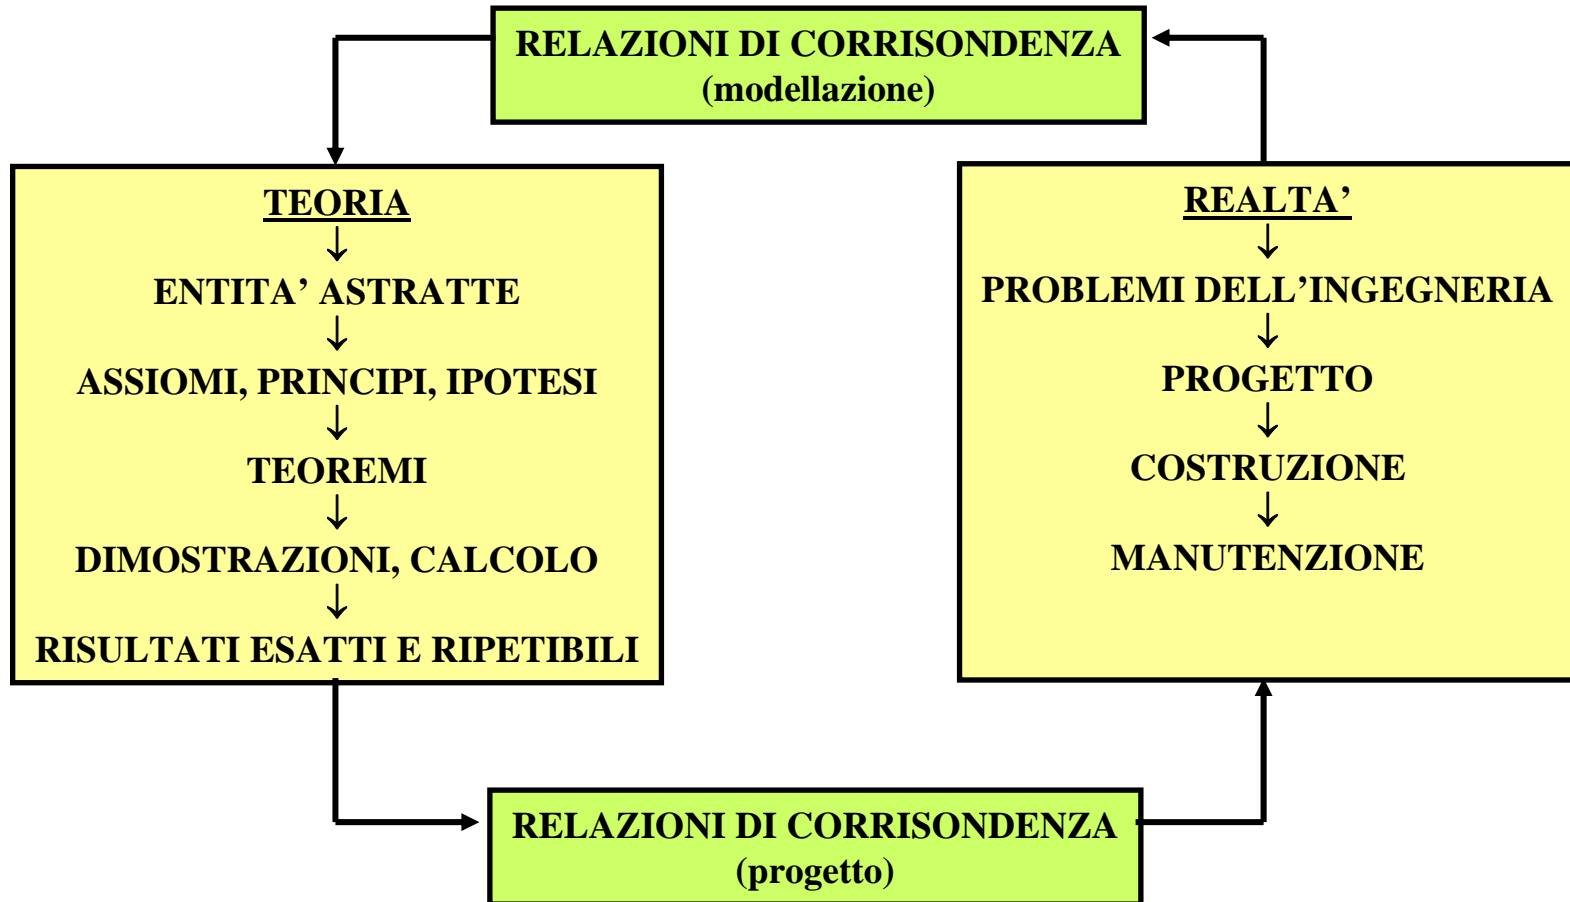 RELAZIONI DI CORRISONDENZA
(modellazione)
TEORIA
ENTITA’ ASTRATTE
ASSIOMI, PRINCIPI, IPOTESI
TEOREMI
DIMOSTRAZIONI, CALCOLO
RISULTATI ESATTI E RIPETIBILI
REALTA’
PROBLEMI DELL’INGEGNERIA
PROGETTO
COSTRUZIONE
MANUTENZIONE
RELAZIONI DI CORRISONDENZA
(progetto)